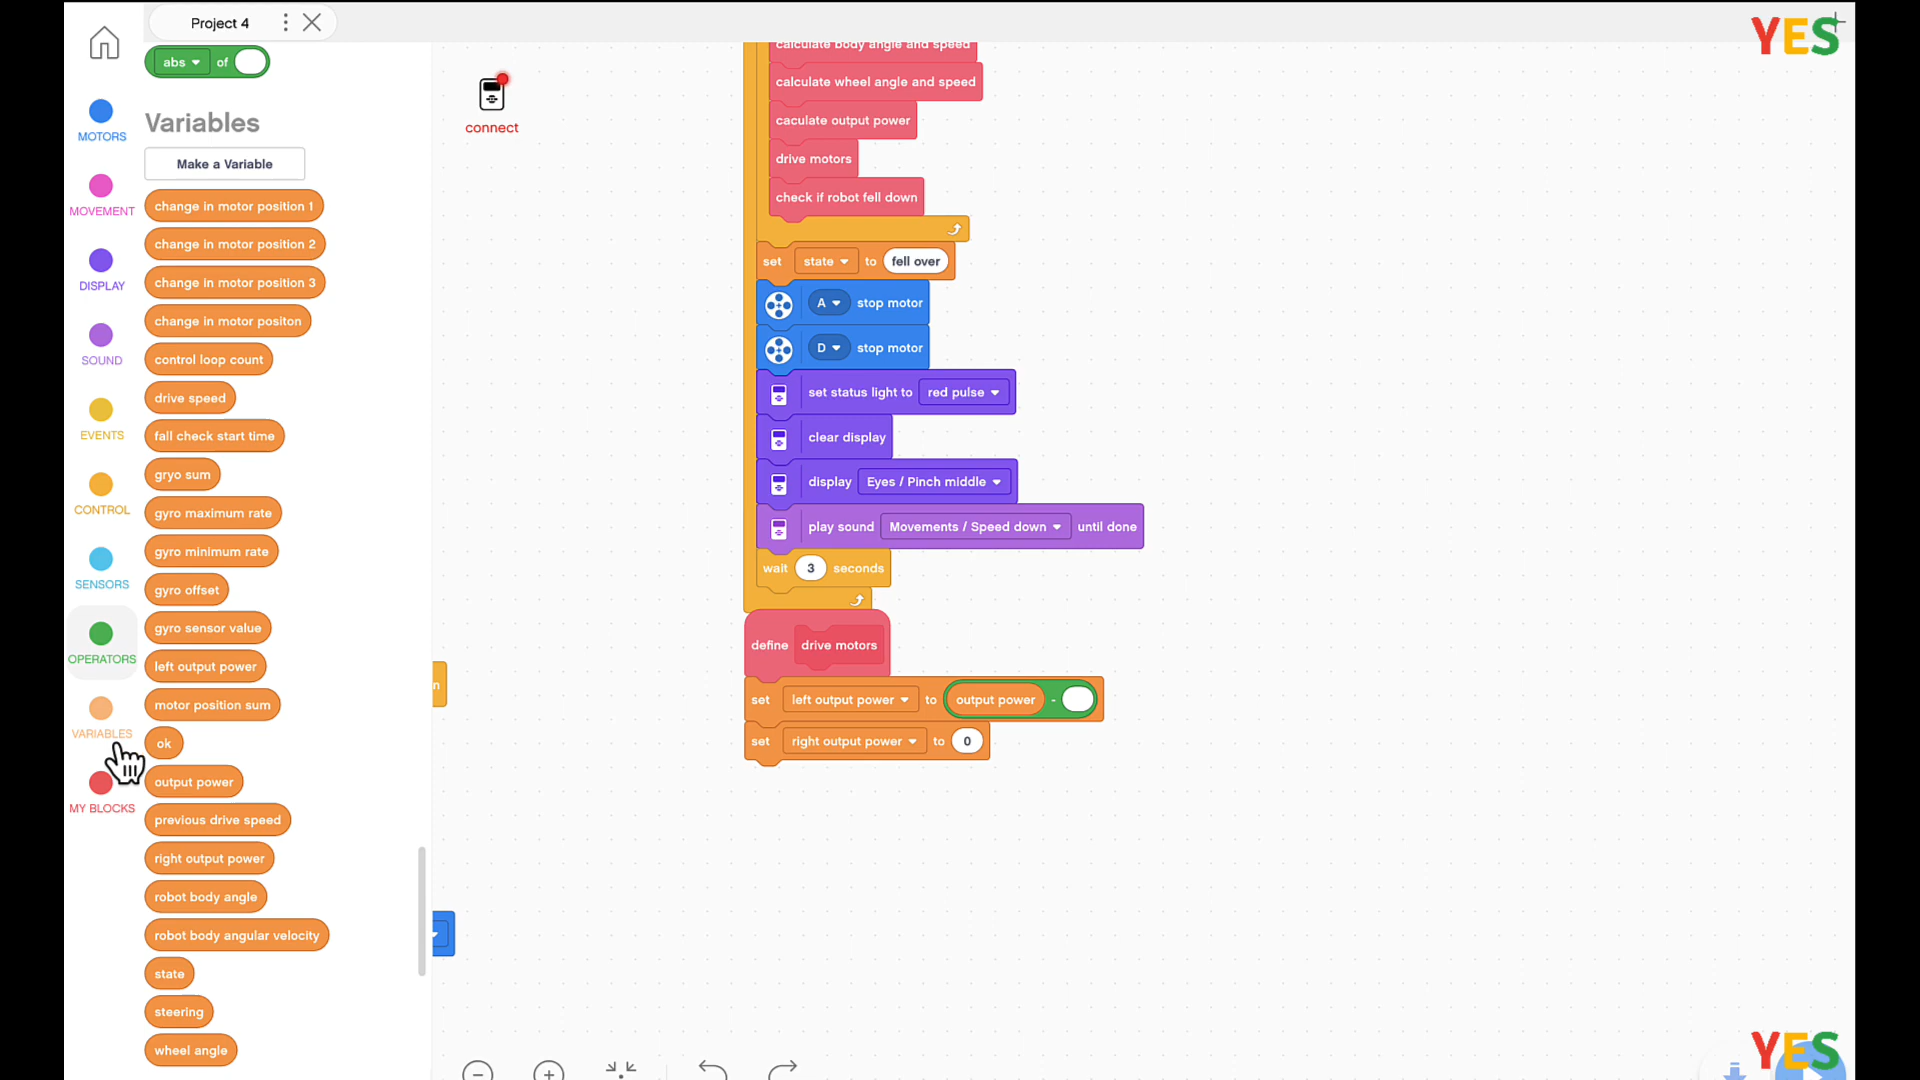 Project 4
YES
abs of
Variables
Make a Variable
change in motor position 1
change in motor position 2
change in motor position 3
change in motor positon
control loop count
drive speed
fall check start time
gryo sum
gyro maximum rate
gyro minimum rate
gyro offset
gyro sensor value
left output power
motor position sum
ok
output power
previous drive speed
right output power
robot body angle
robot body angular velocity
state
steering
wheel angle
MOTORS
MOVEMENT
DISPLAY
SOUND
EVENTS
CONTROL
SENSORS
OPERATORS
VARIABLES
MY BLOCKS
connect
calculate body angle and speed
calculate wheel angle and speed
caculate output power
drive motors
check if robot fell down
set state to fell over
A stop motor
D stop motor
set status light to red pulse
clear display
display Eyes / Pinch middle
play sound Movements / Speed down until done
wait 3 seconds
define drive motors
set left output power to output power -
set right output power to 0
n
YES